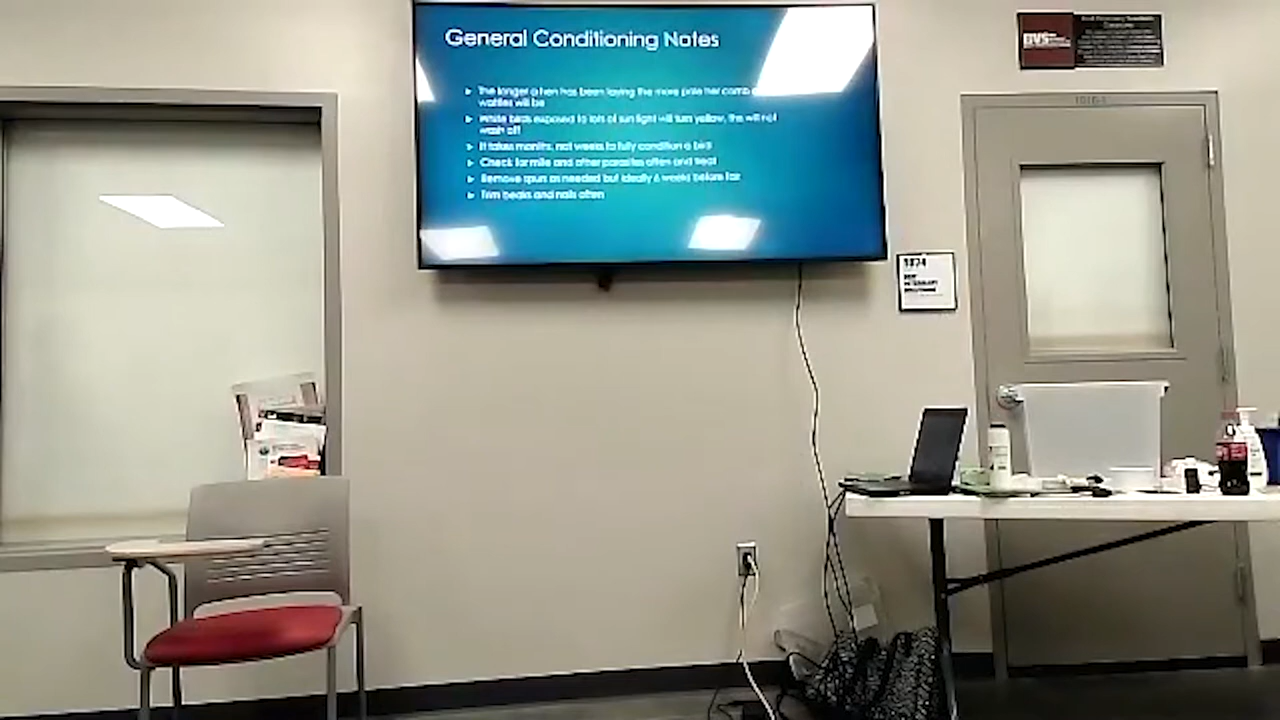 General Conditioning Notes
The longer a hen has been laying the more pale her comb
wattles will be
White birds exposed to lots of sun light will turn yellow, the will not
wash off
It takes months, not weeks to fully condition a bird
Check for mite and other parasites often and treat
Remove spurs as needed but ideally 6 weeks before fair
Trim beaks and nails often
BVS
1074